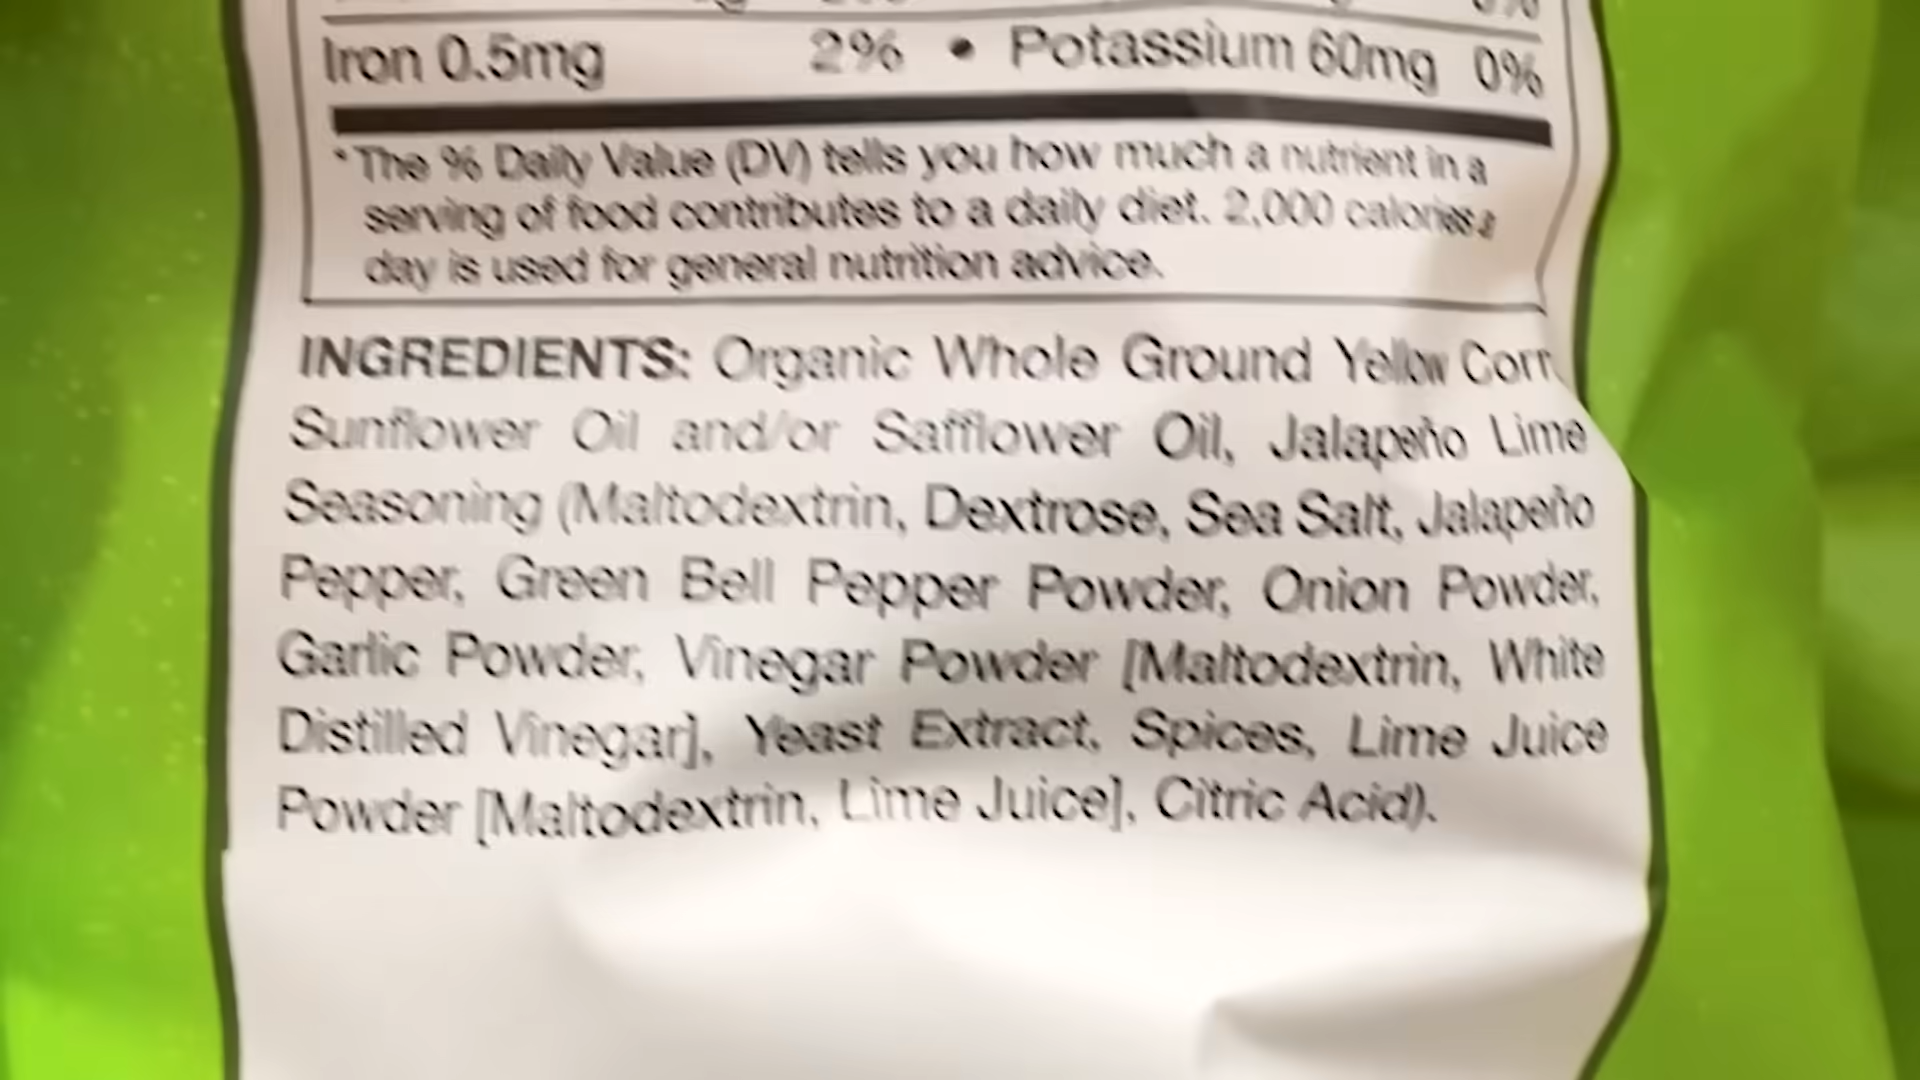 Iron 0.5mg 2% • Potassium 60mg 0%
*The % Daily Value (DV) tells you how much a nutrient in a
serving of food contributes to a daily diet. 2,000 calories a
day is used for general nutrition advice.
INGREDIENTS: Organic Whole Ground Yellow Corn,
Sunflower Oil and/or Safflower Oil, Jalapeño Lime
Seasoning (Maltodextrin, Dextrose, Sea Salt, Jalapeño
Pepper, Green Bell Pepper Powder, Onion Powder,
Garlic Powder, Vinegar Powder [Maltodextrin, White
Distilled Vinegar], Yeast Extract, Spices, Lime Juice
Powder [Maltodextrin, Lime Juice], Citric Acid).